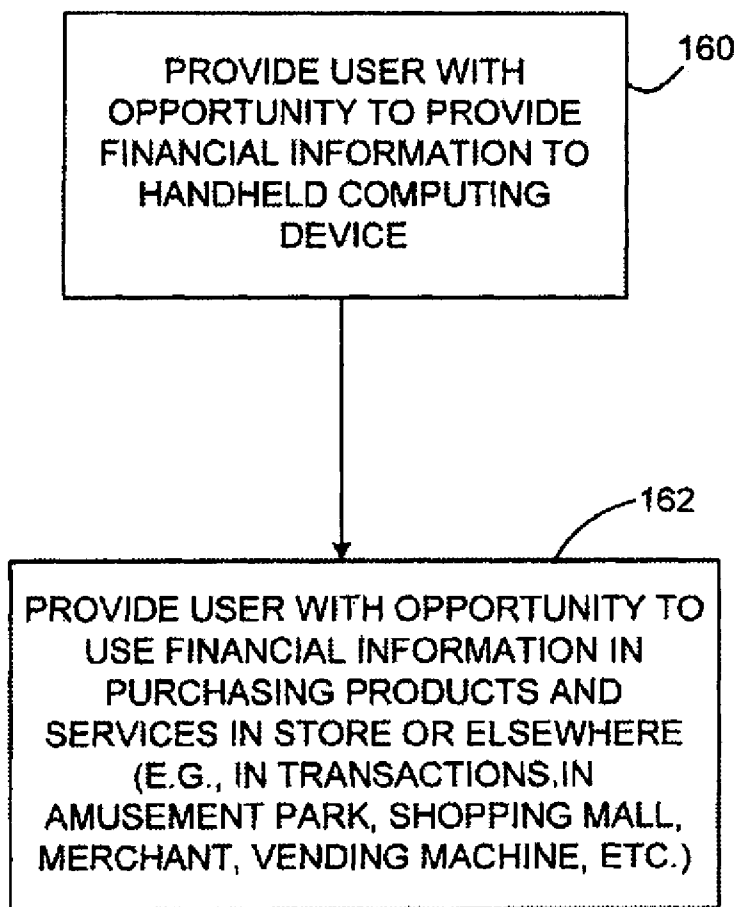 PROVIDE USER WITH
OPPORTUNITY TO PROVIDE
FINANCIAL INFORMATION TO
HANDHELD COMPUTING
DEVICE
160
162
PROVIDE USER WITH OPPORTUNITY TO
USE FINANCIAL INFORMATION IN
PURCHASING PRODUCTS AND
SERVICES IN STORE OR ELSEWHERE
(E.G., IN TRANSACTIONS.IN
AMUSEMENT PARK, SHOPPING MALL,
MERCHANT, VENDING MACHINE, ETC.)